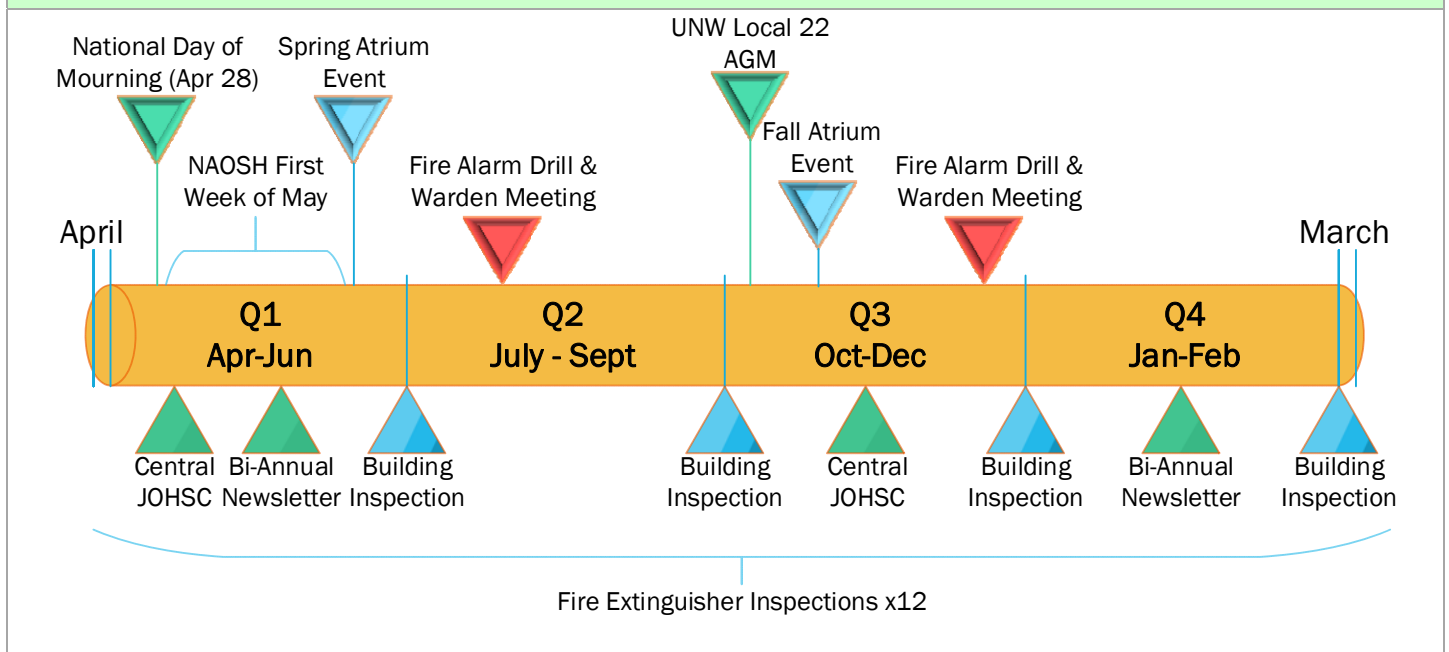 UNW Local 22
AGM
National Day of
Mourning (Apr 28)
Spring Atrium
Event
Fall Atrium
Event
NAOSH First
Week of May
Fire Alarm Drill &
Warden Meeting
Fire Alarm Drill &
Warden Meeting
April
March
Q1
Apr-Jun
Q2
July - Sept
Q3
Oct-Dec
Q4
Jan-Feb
Central
JOHSC
Bi-Annual
Newsletter
Building
Inspection
Building
Inspection
Central
JOHSC
Building
Inspection
Bi-Annual
Newsletter
Building
Inspection
Fire Extinguisher Inspections x12